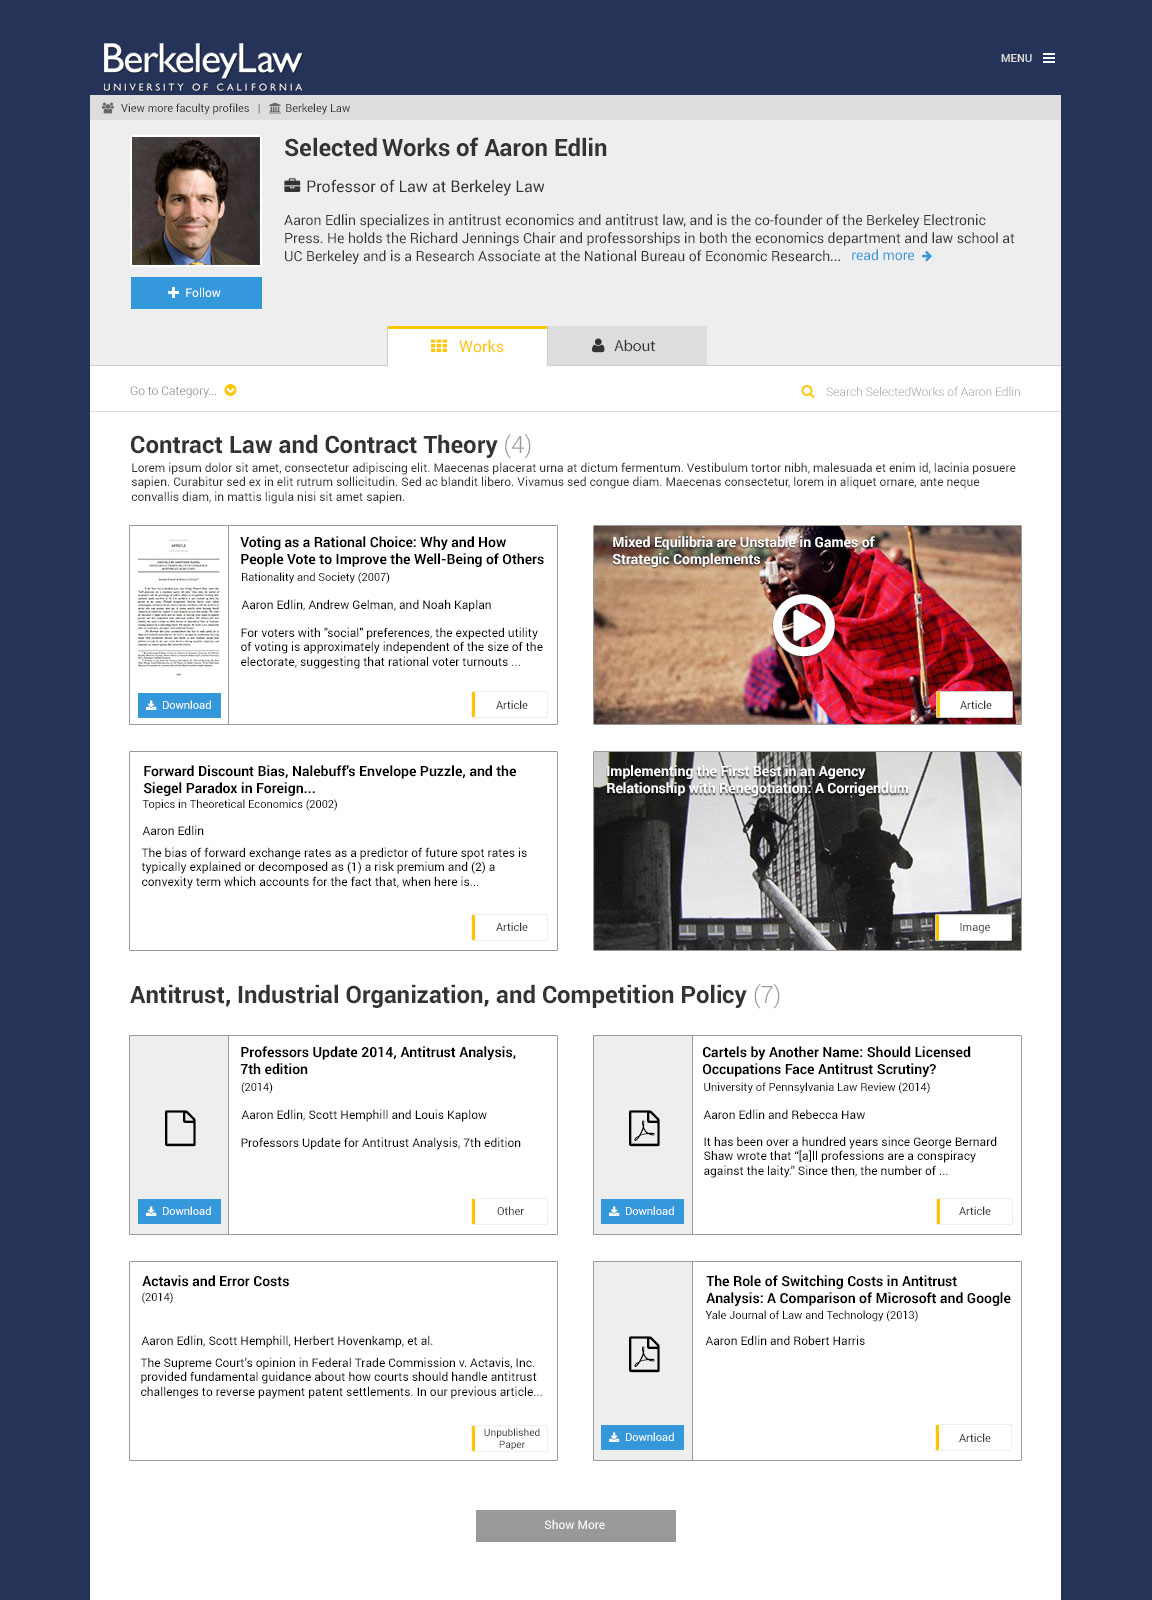 BerkeleyLaw
UNIVERSITY OF CALIFORNIA
MENU
View more faculty profiles | Berkeley Law
Selected Works of Aaron Edlin
Professor of Law at Berkeley Law
Aaron Edlin specializes in antitrust economics and antitrust law, and is the co-founder of the Berkeley Electronic
Press. He holds the Richard Jennings Chair and professorships in both the economics department and law school at
UC Berkeley and is a Research Associate at the National Bureau of Economic Research... read more
Follow
Works
About
Go to Category...
Search SelectedWorks of Aaron Edlin
Contract Law and Contract Theory (4)
Lorem ipsum dolor sit amet, consectetur adipiscing elit. Maecenas placerat urna at dictum fermentum. Vestibulum tortor nibh, malesuada et enim id, lacinia posuere
sapien. Curabitur sed ex in elit rutrum sollicitudin. Sed ac blandit libero. Vivamus sed congue diam. Maecenas consectetur, lorem in aliquet ornare, ante neque
convallis diam, in mattis ligula nisi sit amet sapien.
ARTICLE
Voting as a Rational Choice: Why and How
People Vote to Improve the Well-Being of Others
Rationality and Society (2007)
Aaron Edlin, Andrew Gelman, and Noah Kaplan
For voters with "social" preferences, the expected utility
of voting is approximately independent of the size of the
electorate, suggesting that rational voter turnouts ...
Download
Article
Mixed Equilibria are Unstable in Games of
Strategic Complements
Article
Forward Discount Bias, Nalebuff's Envelope Puzzle, and the
Siegel Paradox in Foreign...
Topics in Theoretical Economics (2002)
Aaron Edlin
The bias of forward exchange rates as a predictor of future spot rates is
typically explained or decomposed as (1) a risk premium and (2) a
convexity term which accounts for the fact that, when here is...
Article
Implementing the First Best in an Agency
Relationship with Renegotiation: A Corrigendum
Image
Antitrust, Industrial Organization, and Competition Policy (7)
Professors Update 2014, Antitrust Analysis,
7th edition
(2014)
Aaron Edlin, Scott Hemphill and Louis Kaplow
Professors Update for Antitrust Analysis, 7th edition
Download
Other
Cartels by Another Name: Should Licensed
Occupations Face Antitrust Scrutiny?
University of Pennsylvania Law Review (2014)
Aaron Edlin and Rebecca Haw
It has been over a hundred years since George Bernard
Shaw wrote that “[a]ll professions are a conspiracy
against the laity.” Since then, the number of ...
Download
Article
Actavis and Error Costs
(2014)
Aaron Edlin, Scott Hemphill, Herbert Hovenkamp, et al.
The Supreme Court's opinion in Federal Trade Commission v. Actavis, Inc.
provided fundamental guidance about how courts should handle antitrust
challenges to reverse payment patent settlements. In our previous article...
Unpublished
Paper
The Role of Switching Costs in Antitrust
Analysis: A Comparison of Microsoft and Google
Yale Journal of Law and Technology (2013)
Aaron Edlin and Robert Harris
Download
Article
Show More